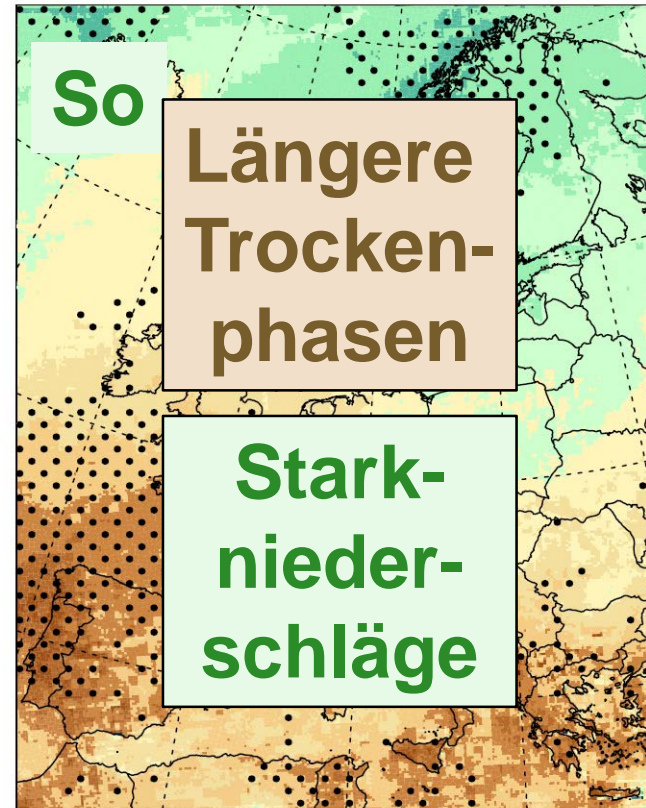 So
Längere
Trocken-
phasen
Stark-
nieder-
schläge